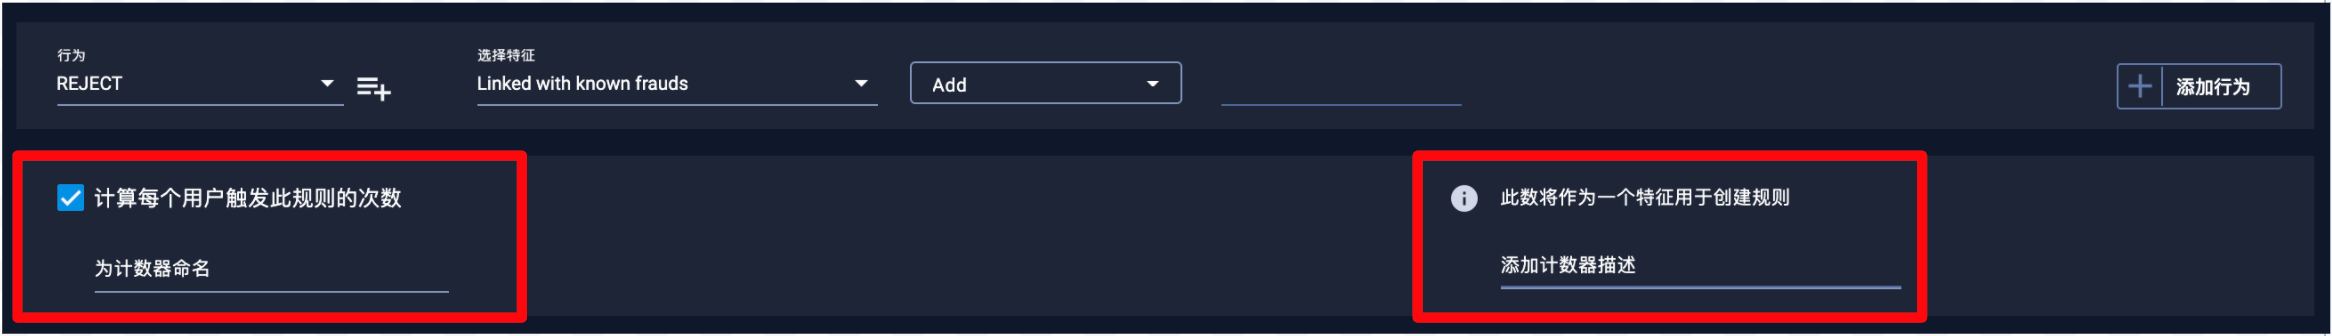 行为
REJECT
选择特征
Linked with known frauds
Add
添加行为
计算每个用户触发此规则的次数
为计数器命名
此数将作为一个特征用于创建规则
添加计数器描述